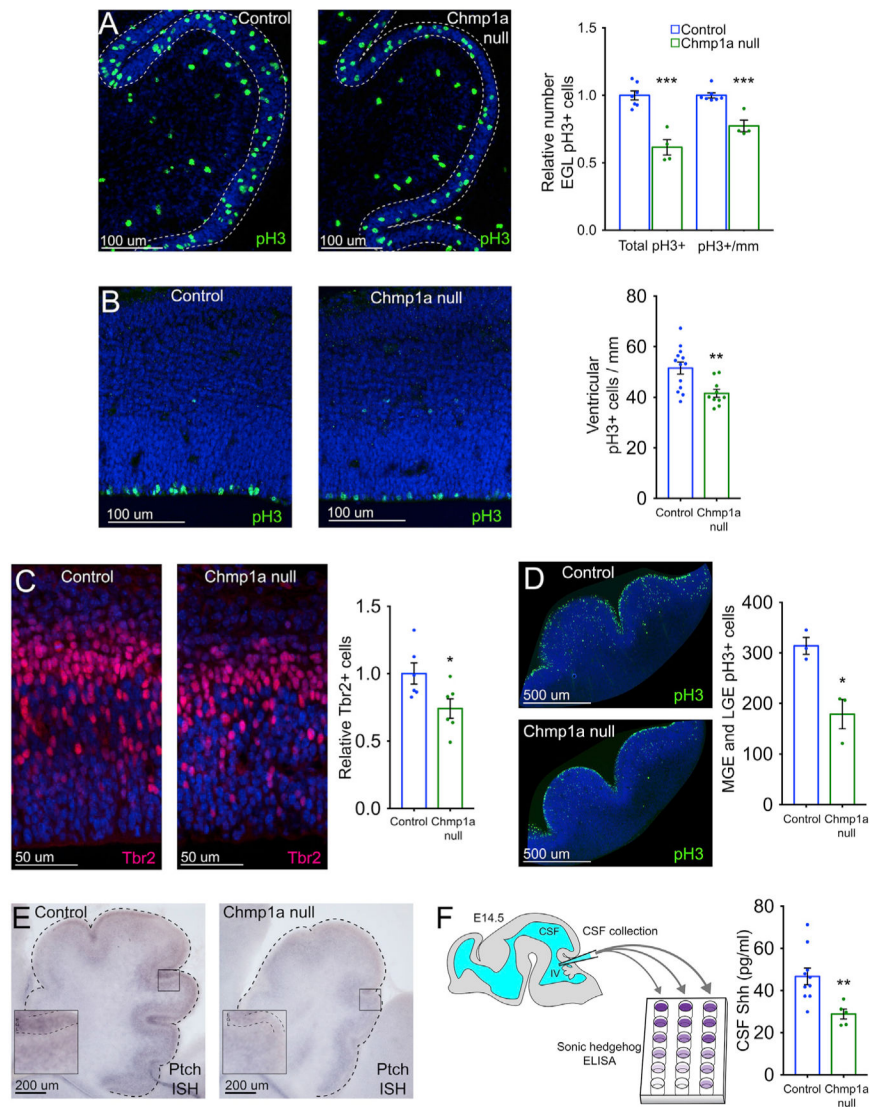 A
Control
pH3
100 um
Chmp1a
null
pH3
100 um
Control
Chmp1a null
Relative number
EGL pH3+ cells
1.5
1.0
0.5
0.0
***
***
Total pH3+
pH3+/mm
B
Control
pH3
100 um
Chmp1a null
pH3
100 um
Ventricular
pH3+ cells / mm
80
60
40
20
0
**
Control
Chmp1a
null
C
Control
50 um
Tbr2
Chmp1a null
50 um
Tbr2
Relative Tbr2+ cells
1.5
1.0
0.5
0.0
*
Control
Chmp1a
null
D
Control
500 um
pH3
Chmp1a null
500 um
pH3
MGE and LGE pH3+ cells
400
300
200
100
0
*
Control
Chmp1a
null
E
Control
Ptch
ISH
200 um
Chmp1a null
Ptch
ISH
200 um
F
E14.5
CSF
IV
CSF collection
Sonic hedgehog
ELISA
CSF Shh (pg/ml)
80
60
40
20
0
**
Control
Chmp1a
null